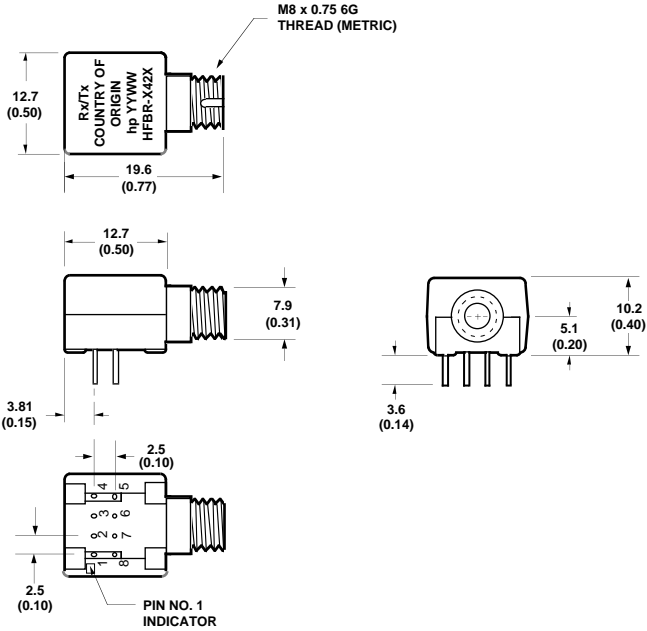 M8 x 0.75 6G
THREAD (METRIC)
12.7
(0.50)
Rx/Tx
COUNTRY OF
ORIGIN
hp YYWW
HFBR-X42X
19.6
(0.77)
12.7
(0.50)
7.9
(0.31)
10.2
(0.40)
5.1
(0.20)
3.81
(0.15)
3.6
(0.14)
2.5
(0.10)
4 5
3 6
2 7
1 8
2.5
(0.10)
PIN NO. 1
INDICATOR